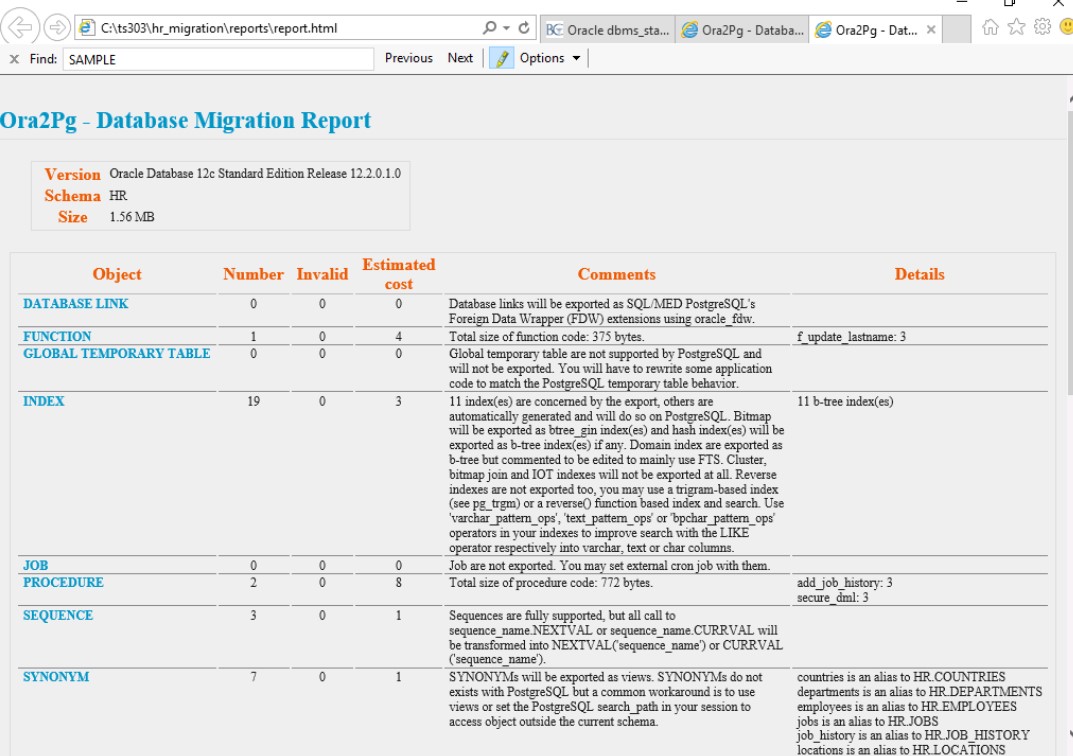 C:\ts303\hr_migration\reports\report.html
Oracle dbms_sta...
Ora2Pg - Databa...
Ora2Pg - Dat...
Find: SAMPLE Previous Next Options
Ora2Pg - Database Migration Report
Version Oracle Database 12c Standard Edition Release 12.2.0.1.0
Schema HR
Size 1.56 MB
Object Number Invalid Estimated cost Comments Details
DATABASE LINK 0 0 0 Database links will be exported as SQL/MED PostgreSQL's
Foreign Data Wrapper (FDW) extensions using oracle_fdw.
FUNCTION 1 0 4 Total size of function code: 375 bytes. f_update_lastname: 3
GLOBAL TEMPORARY TABLE 0 0 0 Global temporary table are not supported by PostgreSQL and
will not be exported. You will have to rewrite some application
code to match the PostgreSQL temporary table behavior.
INDEX 19 0 3 11 index(es) are concerned by the export, others are 11 b-tree index(es)
automatically generated and will do so on PostgreSQL. Bitmap
will be exported as btree_gin index(es) and hash index(es) will be
exported as b-tree index(es) if any. Domain index are exported as
b-tree but commented to be edited to mainly use FTS. Cluster,
bitmap join and IOT indexes will not be exported at all. Reverse
indexes are not exported too, you may use a trigram-based index
(see pg_trgm) or a reverse() function based index and search. Use
'varchar_pattern_ops', 'text_pattern_ops' or 'bpchar_pattern_ops'
operators in your indexes to improve search with the LIKE
operator respectively into varchar, text or char columns.
JOB 0 0 0 Job are not exported. You may set external cron job with them.
PROCEDURE 2 0 8 Total size of procedure code: 772 bytes. add_job_history: 3
secure_dml: 3
SEQUENCE 3 0 1 Sequences are fully supported, but all call to
sequence_name.NEXTVAL or sequence_name.CURRVAL will
be transformed into NEXTVAL('sequence_name') or CURRVAL
('sequence_name').
SYNONYM 7 0 1 SYNONYMs will be exported as views. SYNONYMs do not countries is an alias to HR.COUNTRIES
exists with PostgreSQL but a common workaround is to use departments is an alias to HR.DEPARTMENTS
views or set the PostgreSQL search_path in your session to employees is an alias to HR.EMPLOYEES
access object outside the current schema. jobs is an alias to HR.JOBS
job_history is an alias to HR.JOB_HISTORY
locations is an alias to HR.LOCATIONS